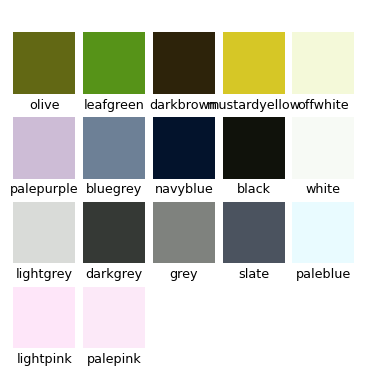 olive leafgreen darkbrown mustardyellow offwhite
palepurple bluegrey navyblue black white
lightgrey darkgrey grey slate paleblue
lightpink palepink